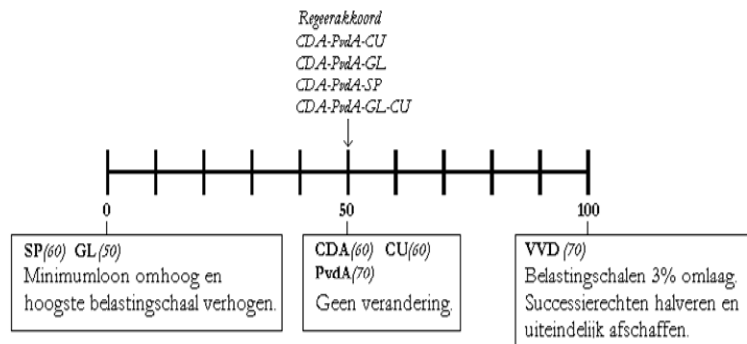 Regeerakkoord
CDA-PvdA-CU
CDA-PvdA-GL
CDA-PvdA-SP
CDA-PvdA-GL-CU
0
50
100
SP(60) GL(50)
Minimumloon omhoog en
hoogste belastingschaal verhogen.
CDA(60) CU(60)
PvdA(70)
Geen verandering.
VVD (70)
Belastingschalen 3% omlaag.
Successierechten halveren en
uiteindelijk afschaffen.